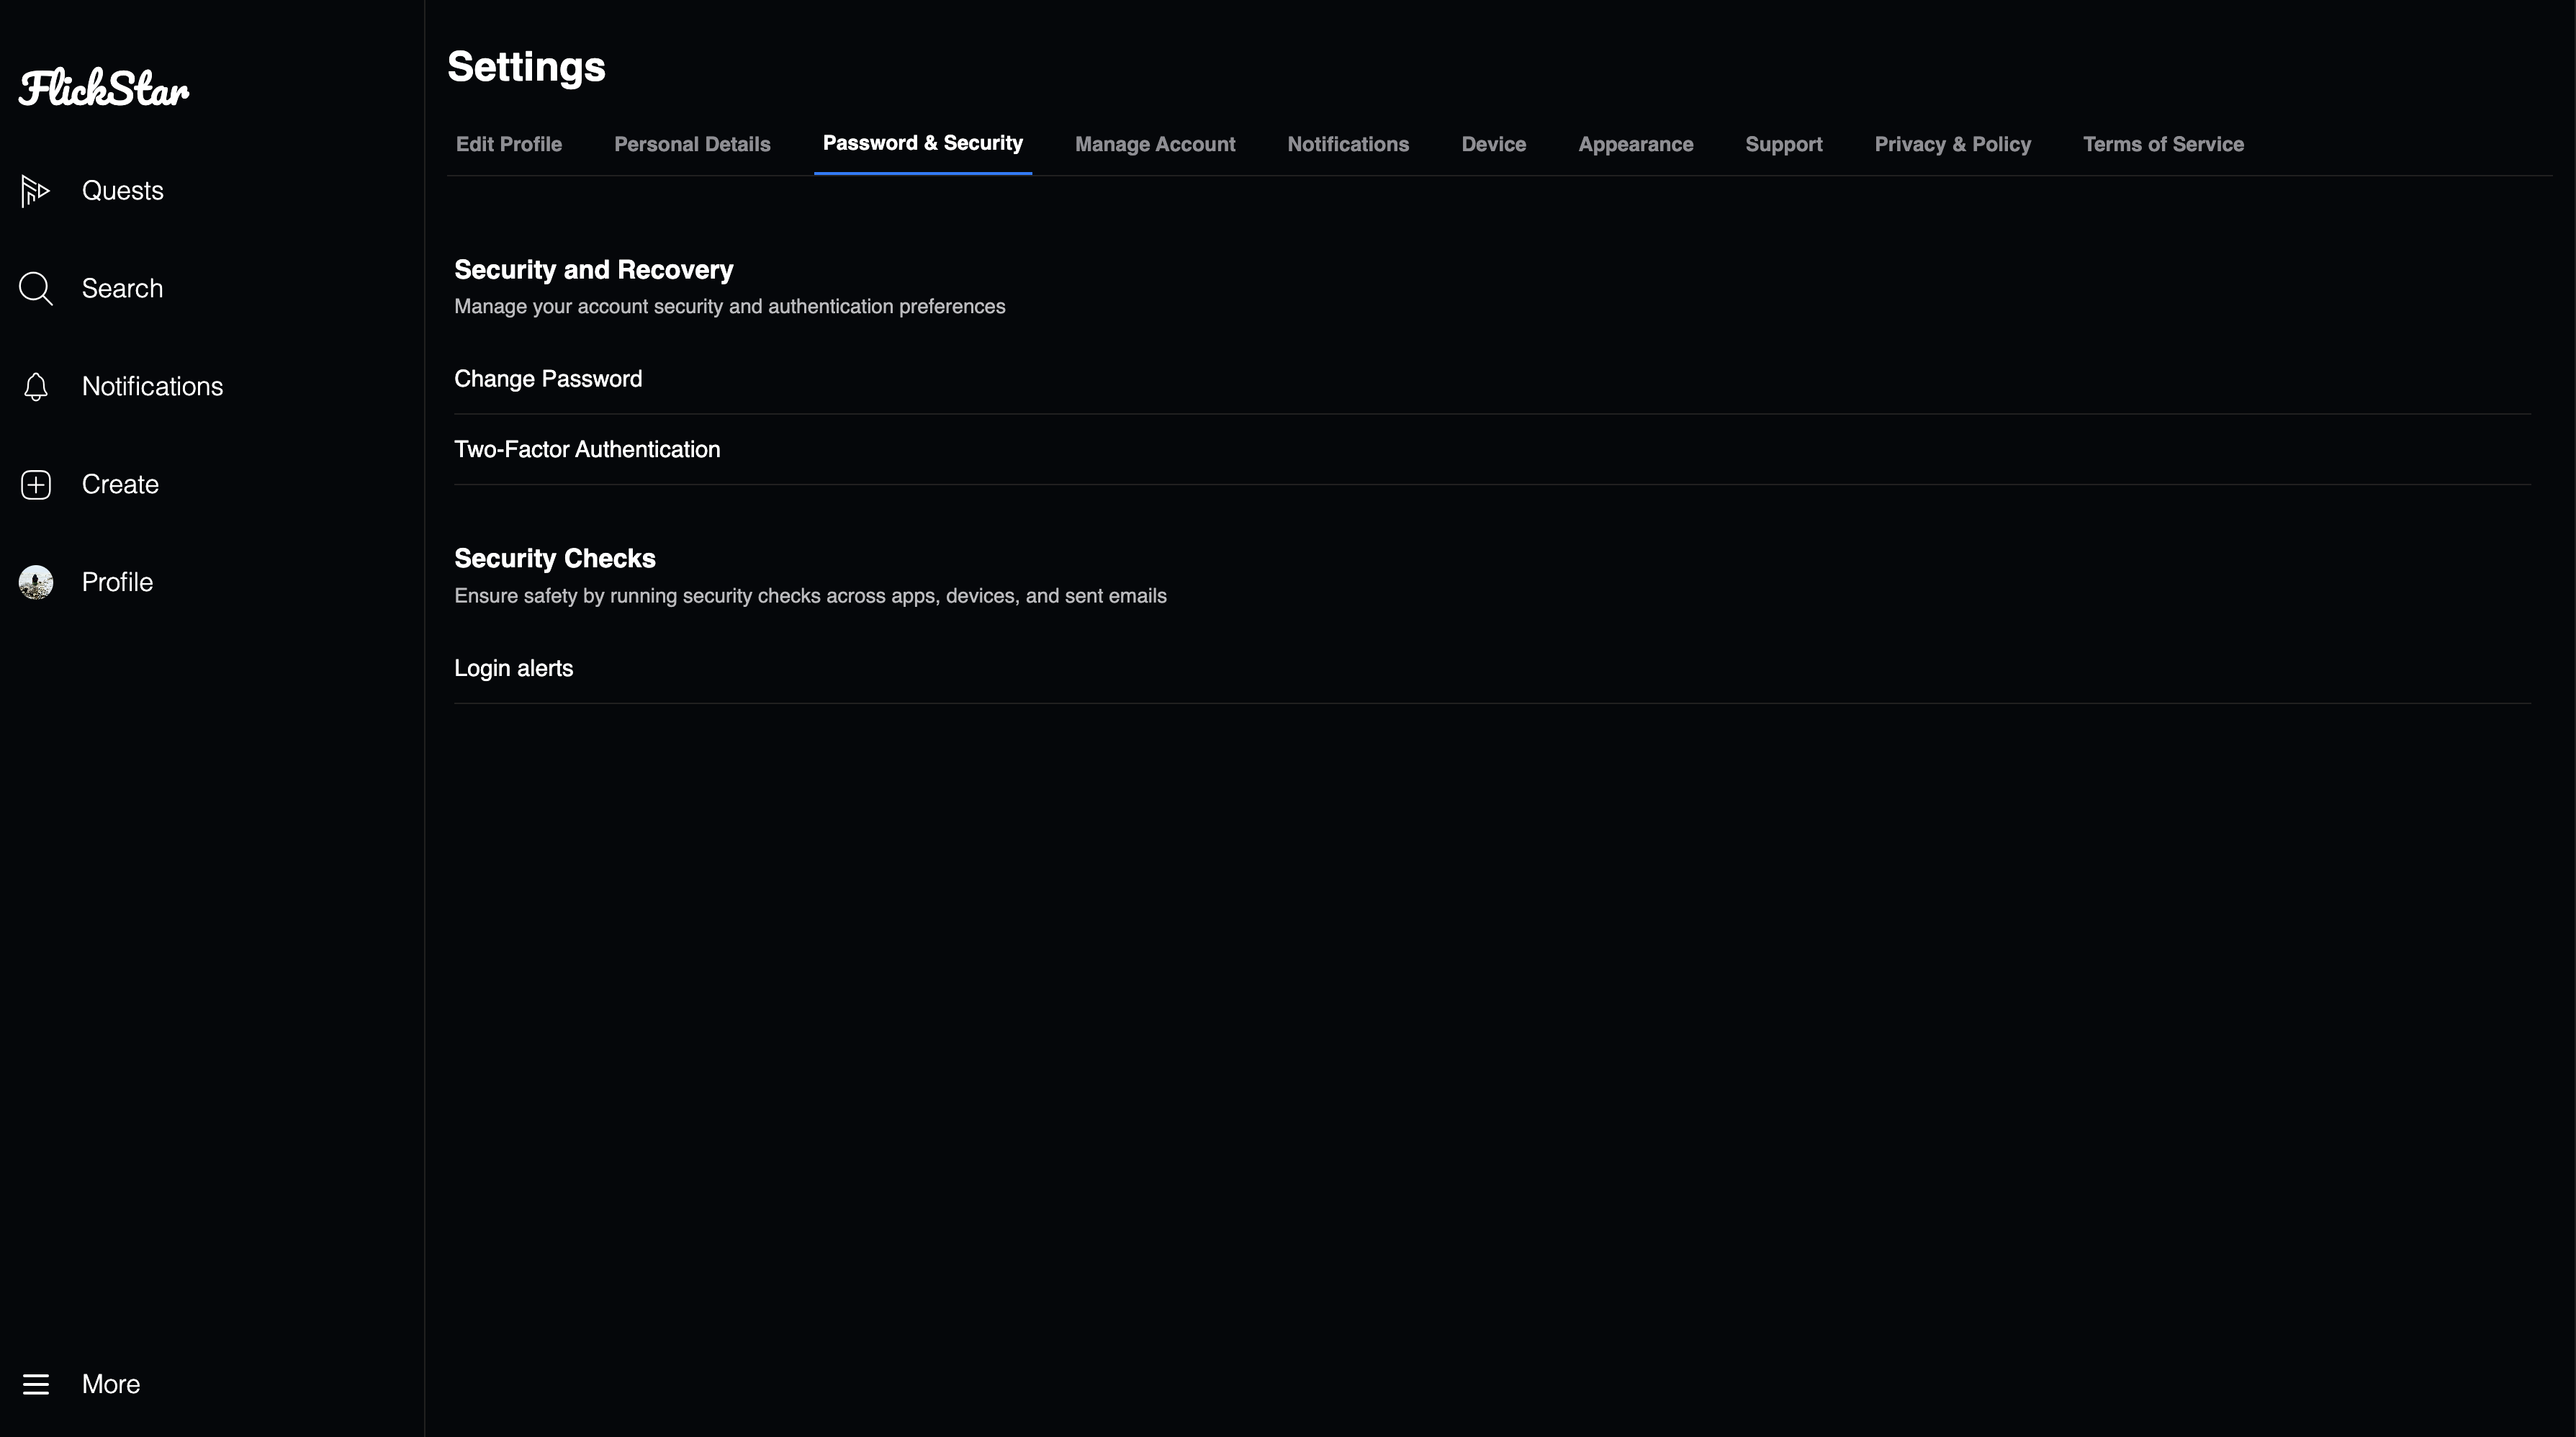 FlickStar
Quests
Search
Notifications
Create
Profile
More
Settings
Edit Profile Personal Details Password & Security Manage Account Notifications Device Appearance Support Privacy & Policy Terms of Service
Security and Recovery
Manage your account security and authentication preferences
Change Password
Two-Factor Authentication
Security Checks
Ensure safety by running security checks across apps, devices, and sent emails
Login alerts